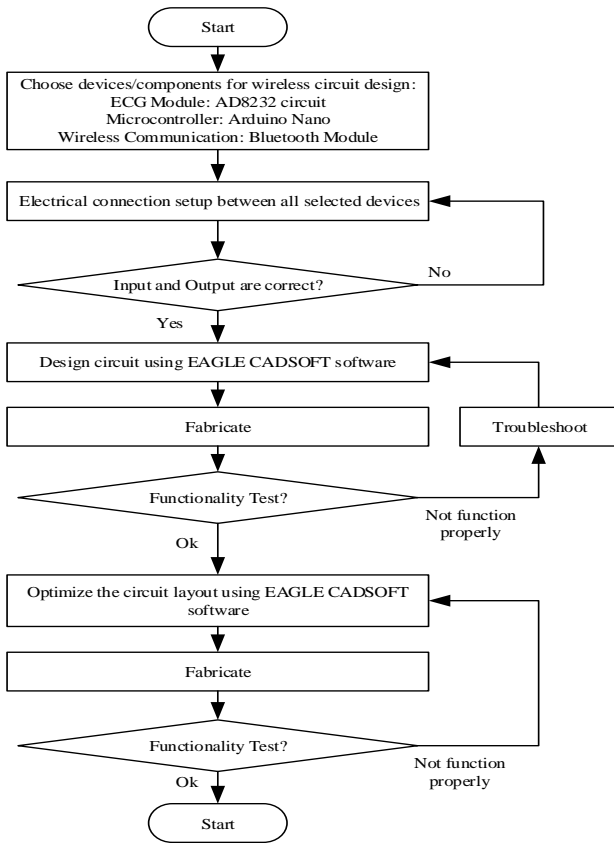 Start
Choose devices/components for wireless circuit design:
ECG Module: AD8232 circuit
Microcontroller: Arduino Nano
Wireless Communication: Bluetooth Module
Electrical connection setup between all selected devices
Input and Output are correct?
No
Yes
Design circuit using EAGLE CADSOFT software
Fabricate
Troubleshoot
Functionality Test?
Not function
properly
Ok
Optimize the circuit layout using EAGLE CADSOFT
software
Fabricate
Functionality Test?
Not function
properly
Ok
Start